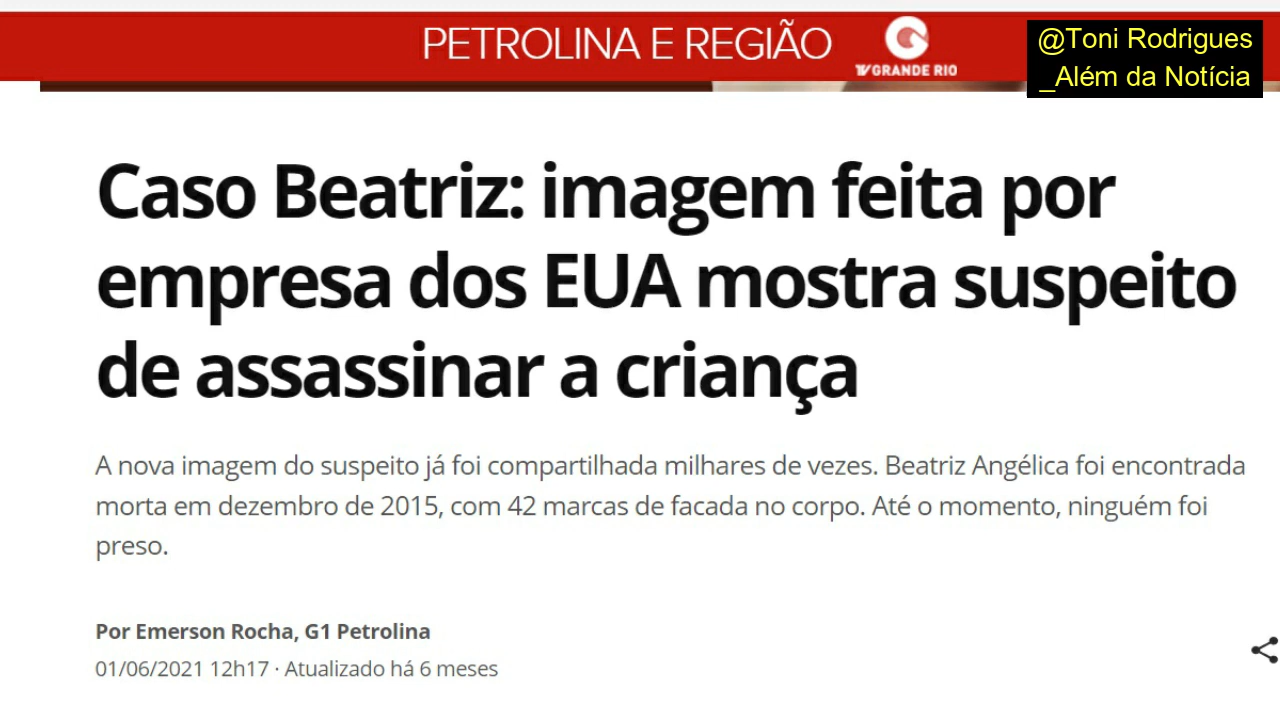 PETROLINA E REGIÃO
TV GRANDE RIO
@Toni Rodrigues
_Além da Notícia
Caso Beatriz: imagem feita por
empresa dos EUA mostra suspeito
de assassinar a criança
A nova imagem do suspeito já foi compartilhada milhares de vezes. Beatriz Angélica foi encontrada
morta em dezembro de 2015, com 42 marcas de facada no corpo. Até o momento, ninguém foi
preso.
Por Emerson Rocha, G1 Petrolina
01/06/2021 12h17 · Atualizado há 6 meses